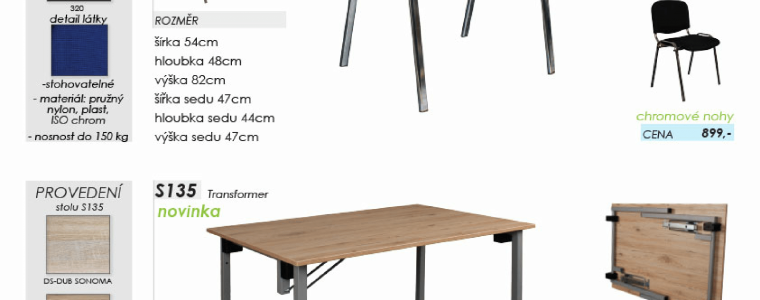 320
detail látky
-stohovatelné
- materiál: pružný
nylon, plast,
ISO chrom
- nosnost do 150 kg
ROZMĚR
šírka 54cm
hloubka 48cm
výška 82cm
šířka sedu 47cm
hloubka sedu 44cm
výška sedu 47cm
chromové nohy
CENA 899,-
PROVEDENÍ
stolu S135
DS-DUB SONOMA
S135 Transformer
novinka